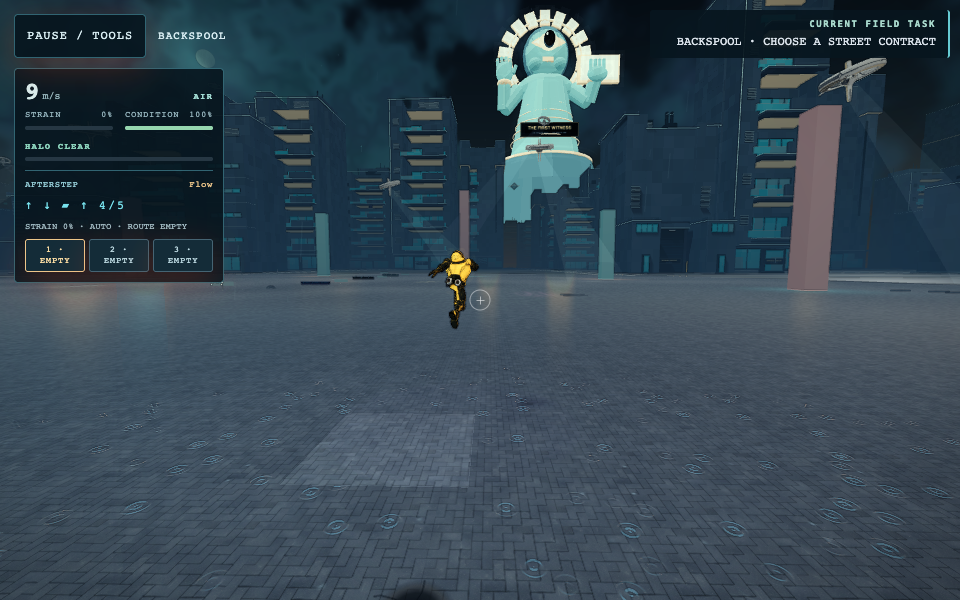 PAUSE / TOOLS
BACKSPOOL
CURRENT FIELD TASK
BACKSPOOL · CHOOSE A STREET CONTRACT
9 m/s
AIR
STRAIN 0%
CONDITION 100%
HALO CLEAR
AFTERSTEP
Flow
↑ ↓ ▰ ↑ 4/5
STRAIN 0% · AUTO · ROUTE EMPTY
1 · EMPTY
2 · EMPTY
3 · EMPTY
THE FIRST WITNESS